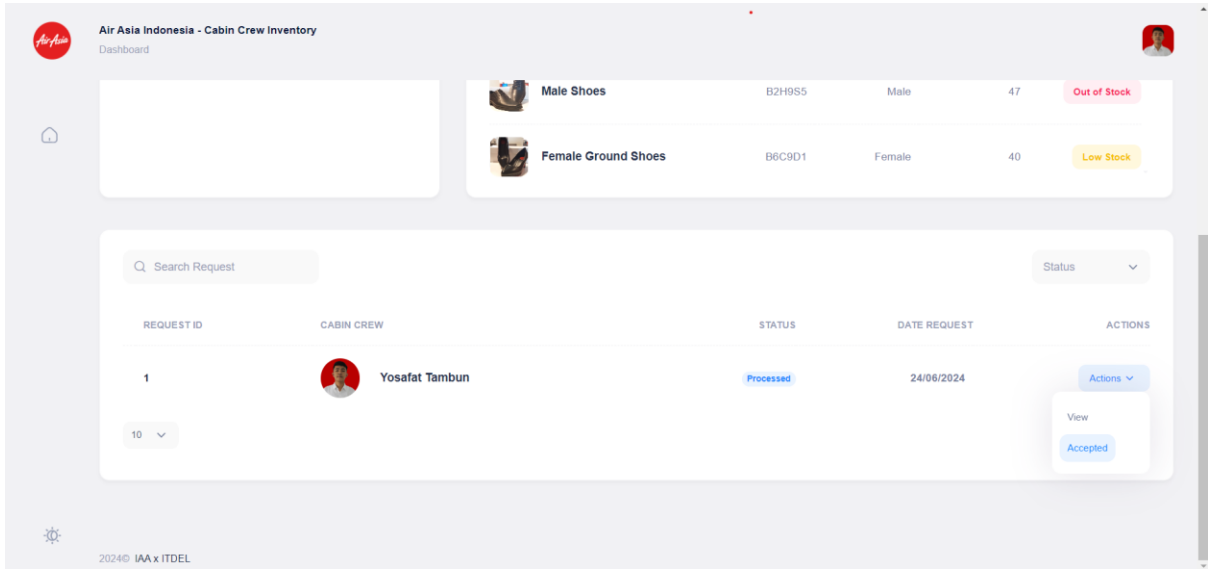 AirAsia
Air Asia Indonesia - Cabin Crew Inventory
Dashboard
Male Shoes B2H9S5 Male 47 Out of Stock
Female Ground Shoes B6C9D1 Female 40 Low Stock
Search Request Status
REQUEST ID CABIN CREW STATUS DATE REQUEST ACTIONS
1 Yosafat Tambun Processed 24/06/2024 Actions
View
10
Accepted
2024© IAA x ITDEL